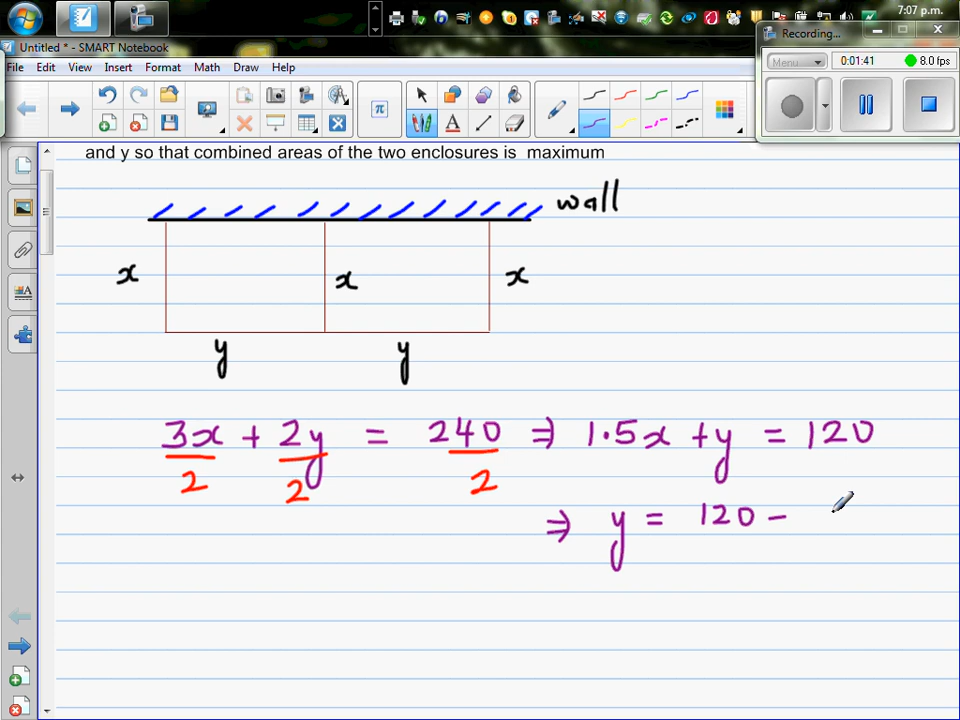 7:07 p.m.
Untitled * - SMART Notebook
Recording...
File Edit View Insert Format Math Draw Help
Menu 0:01:41 8.0 fps
and y so that combined areas of the two enclosures is maximum
wall
x x x
y y
3x + 2y = 240 ⇒ 1.5x + y = 120
2 2 2
⇒ y = 120 −